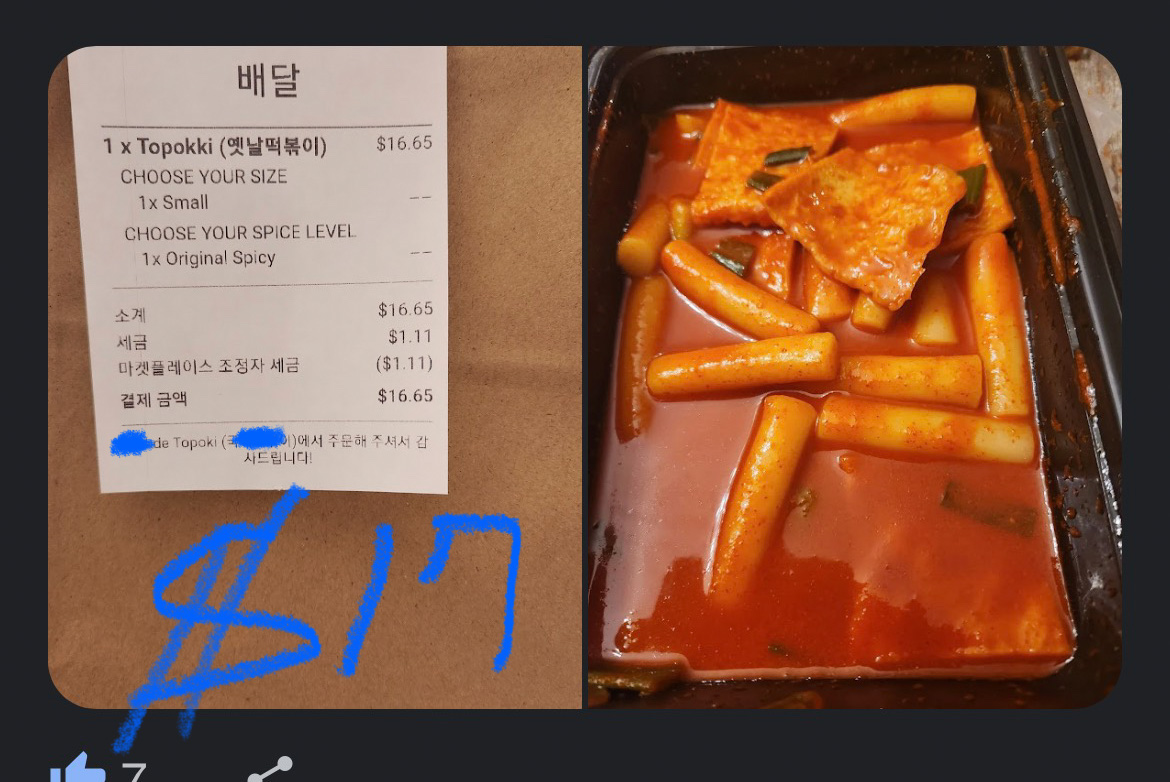 배달
1 x Topokki (옛날떡볶이) $16.65
CHOOSE YOUR SIZE
1x Small --
CHOOSE YOUR SPICE LEVEL
1x Original Spicy --
소계 $16.65
세금 $1.11
마켓플레이스 조정자 세금 ($1.11)
결제 금액 $16.65
de Topoki ( 이)에서 주문해 주셔서 감
사드립니다!
$17
7